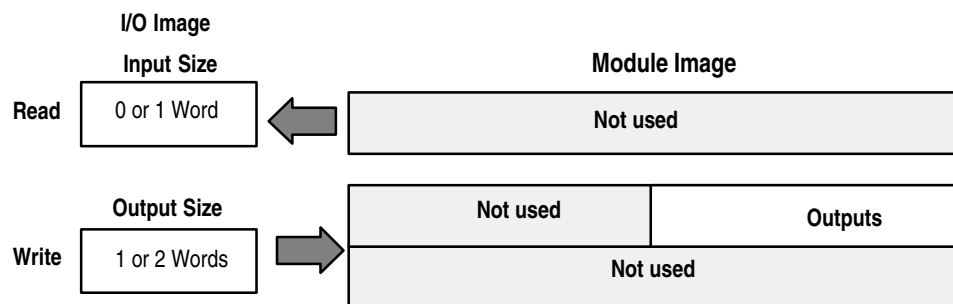 I/O Image
Input Size
Module Image
Read
0 or 1 Word
Not used
Output Size
Not used
Outputs
Write
1 or 2 Words
Not used